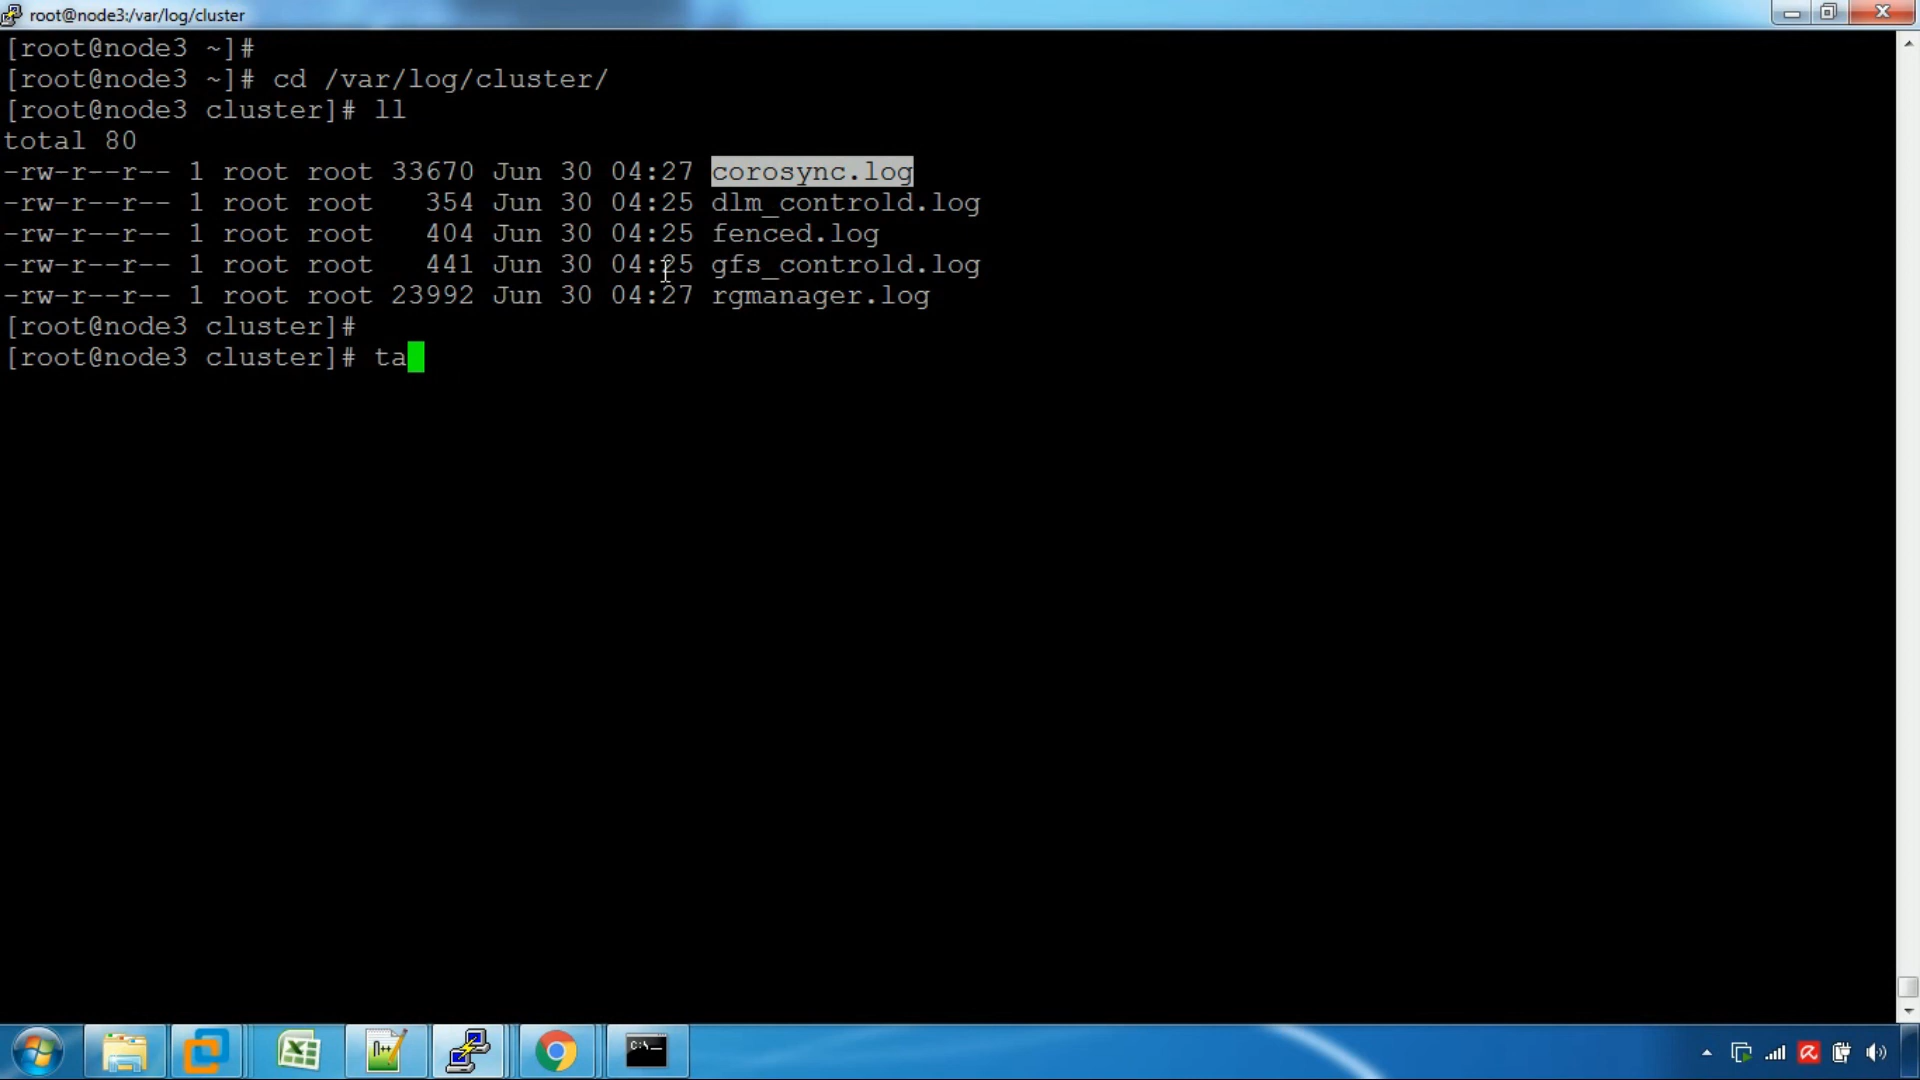 root@node3:/var/log/cluster
[root@node3 ~]#
[root@node3 ~]# cd /var/log/cluster/
[root@node3 cluster]# ll
total 80
-rw-r--r-- 1 root root 33670 Jun 30 04:27 corosync.log
-rw-r--r-- 1 root root   354 Jun 30 04:25 dlm_controld.log
-rw-r--r-- 1 root root   404 Jun 30 04:25 fenced.log
-rw-r--r-- 1 root root   441 Jun 30 04:25 gfs_controld.log
-rw-r--r-- 1 root root 23992 Jun 30 04:27 rgmanager.log
[root@node3 cluster]#
[root@node3 cluster]# ta
C:\_